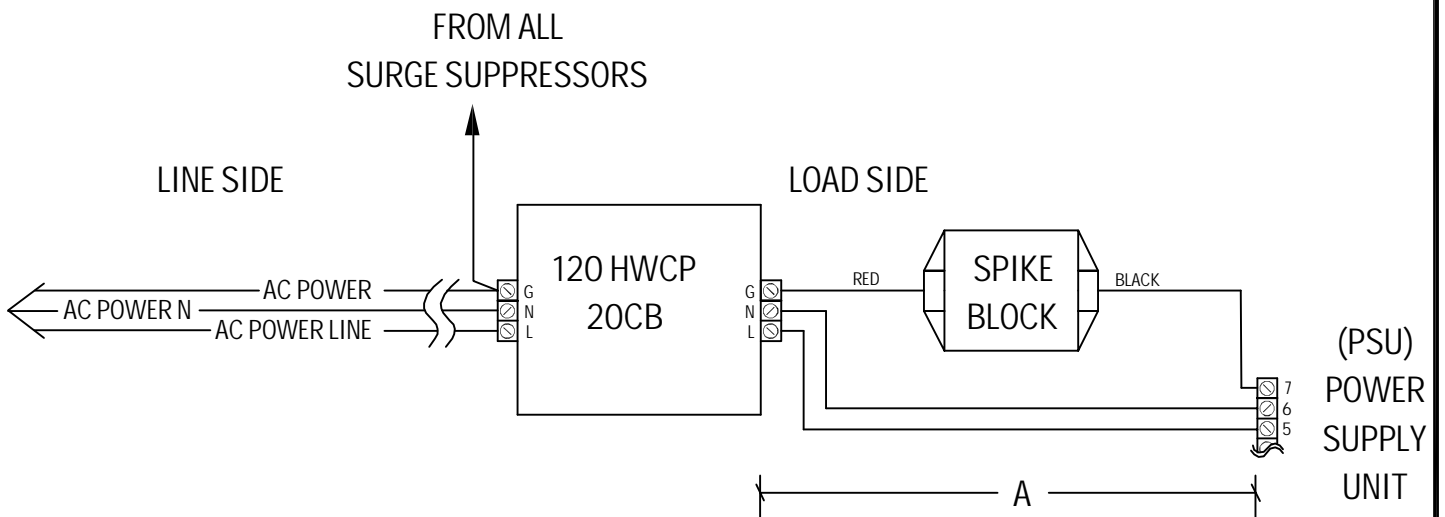 FROM ALL
SURGE SUPPRESSORS
LINE SIDE
LOAD SIDE
AC POWER
AC POWER N
AC POWER LINE
G
N
L
120 HWCP
20CB
G
N
L
RED
SPIKE
BLOCK
BLACK
7
6
5
(PSU)
POWER
SUPPLY
UNIT
A